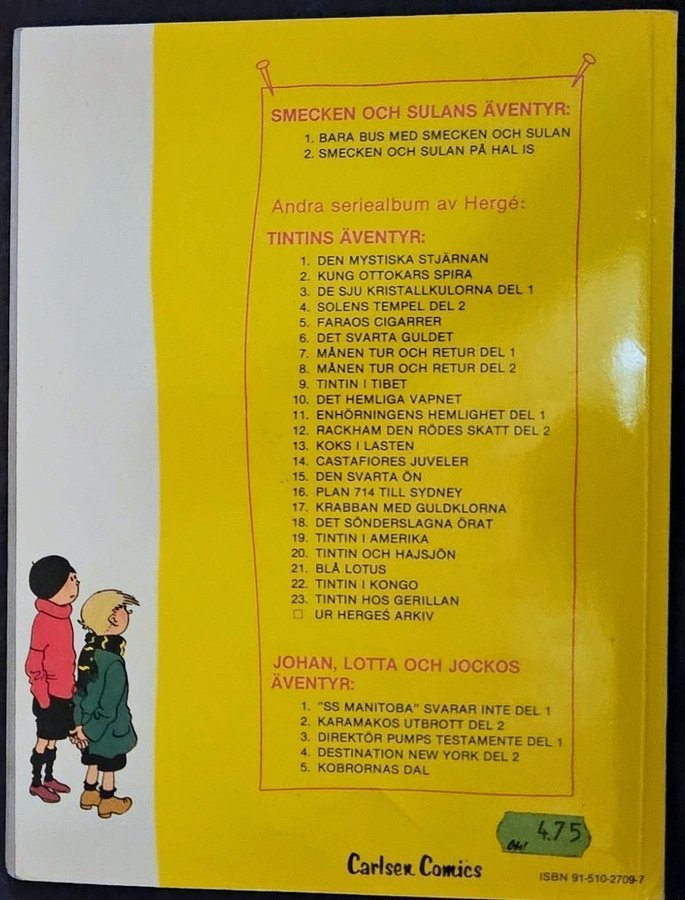 SMECKEN OCH SULANS ÄVENTYR:
1. BARA BUS MED SMECKEN OCH SULAN
2. SMECKEN OCH SULAN PÅ HAL IS
Andra seriealbum av Hergé:
TINTINS ÄVENTYR:
1. DEN MYSTISKA STJÄRNAN
2. KUNG OTTOKARS SPIRA
3. DE SJU KRISTALLKULORNA DEL 1
4. SOLENS TEMPEL DEL 2
5. FARAOS CIGARRER
6. DET SVARTA GULDET
7. MÅNEN TUR OCH RETUR DEL 1
8. MÅNEN TUR OCH RETUR DEL 2
9. TINTIN I TIBET
10. DET HEMLIGA VAPNET
11. ENHÖRNINGENS HEMLIGHET DEL 1
12. RACKHAM DEN RÖDES SKATT DEL 2
13. KOKS I LASTEN
14. CASTAFIORES JUVELER
15. DEN SVARTA ÖN
16. PLAN 714 TILL SYDNEY
17. KRABBAN MED GULDKLORNA
18. DET SÖNDERSLAGNA ÖRAT
19. TINTIN I AMERIKA
20. TINTIN OCH HAJSJÖN
21. BLÅ LOTUS
22. TINTIN I KONGO
23. TINTIN HOS GERILLAN
□ UR HERGÉS ARKIV
JOHAN, LOTTA OCH JOCKOS
ÄVENTYR:
1. "SS MANITOBA" SVARAR INTE DEL 1
2. KARAMAKOS UTBROTT DEL 2
3. DIREKTÖR PUMPS TESTAMENTE DEL 1
4. DESTINATION NEW YORK DEL 2
5. KOBRORNAS DAL
4.75
Carlsen Comics
ISBN 91-510-2709-7